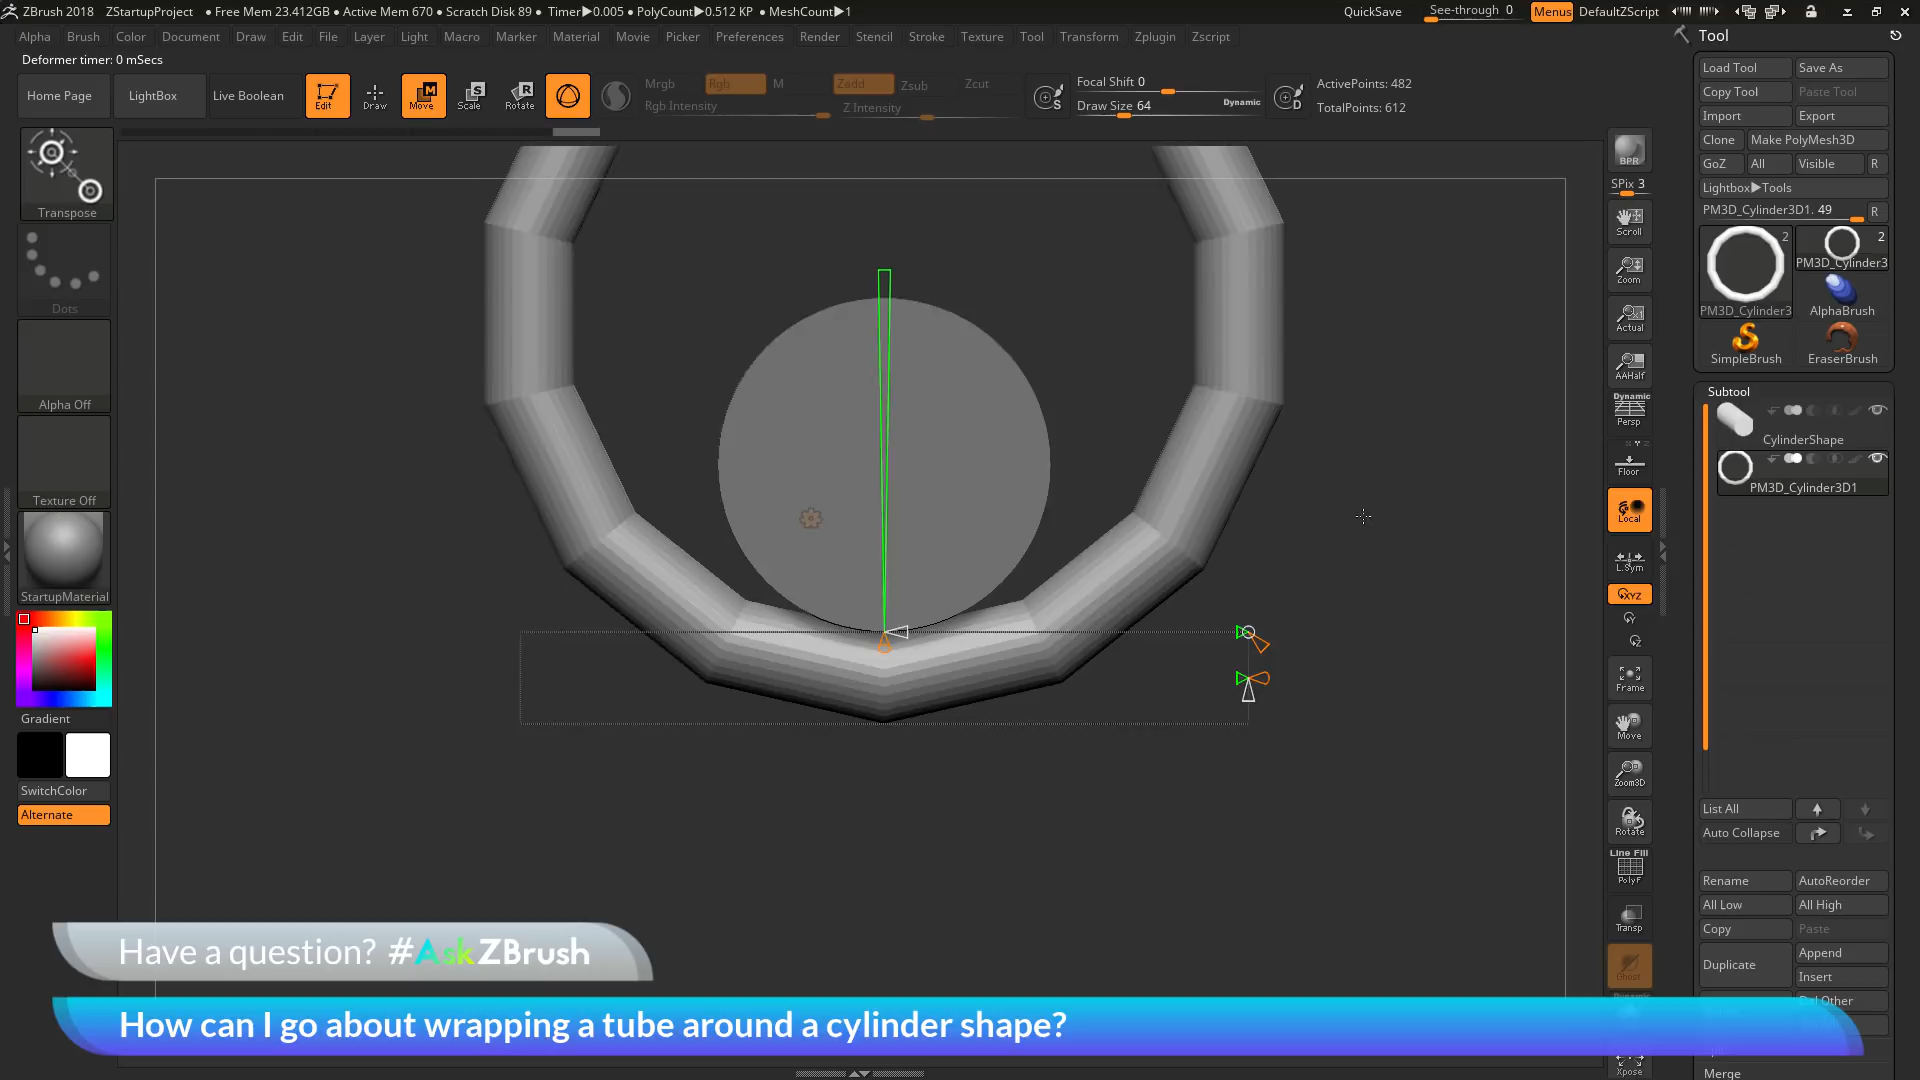 ZBrush 2018 ZStartupProject • Free Mem 23.412GB • Active Mem 670 • Scratch Disk 89 • Timer▶0.005 • PolyCount▶0.512 KP • MeshCount▶1 QuickSave See-through 0 Menus DefaultZScript
Alpha Brush Color Document Draw Edit File Layer Light Macro Marker Material Movie Picker Preferences Render Stencil Stroke Texture Tool Transform Zplugin Zscript
Deformer timer: 0 mSecs
Home Page LightBox Live Boolean Edit Draw Move Scale Rotate
Mrgb Rgb M Zadd Zsub Zcut
Rgb Intensity Z Intensity
Focal Shift 0
Draw Size 64 Dynamic
S
D
ActivePoints: 482
TotalPoints: 612
Transpose
Dots
Alpha Off
Texture Off
StartupMaterial
Gradient
SwitchColor
Alternate
BPR
SPix 3
Scroll
Zoom
Actual
AAHalf
Dynamic
Persp
Floor
Local
L.Sym
XYZ
Y
Z
Frame
Move
Zoom3D
Rotate
Line Fill
PolyF
Transp
Ghost
Xpose
Tool
Load Tool Save As
Copy Tool Paste Tool
Import Export
Clone Make PolyMesh3D
GoZ All Visible R
Lightbox▶Tools
PM3D_Cylinder3D1. 49 R
2 2
PM3D_Cylinder3
PM3D_Cylinder3 AlphaBrush
SimpleBrush EraserBrush
Subtool
CylinderShape
PM3D_Cylinder3D1
List All
Auto Collapse
Rename AutoReorder
All Low All High
Copy Paste
Duplicate Append
Insert
Del Other
Merge
Have a question? #AskZBrush
How can I go about wrapping a tube around a cylinder shape?